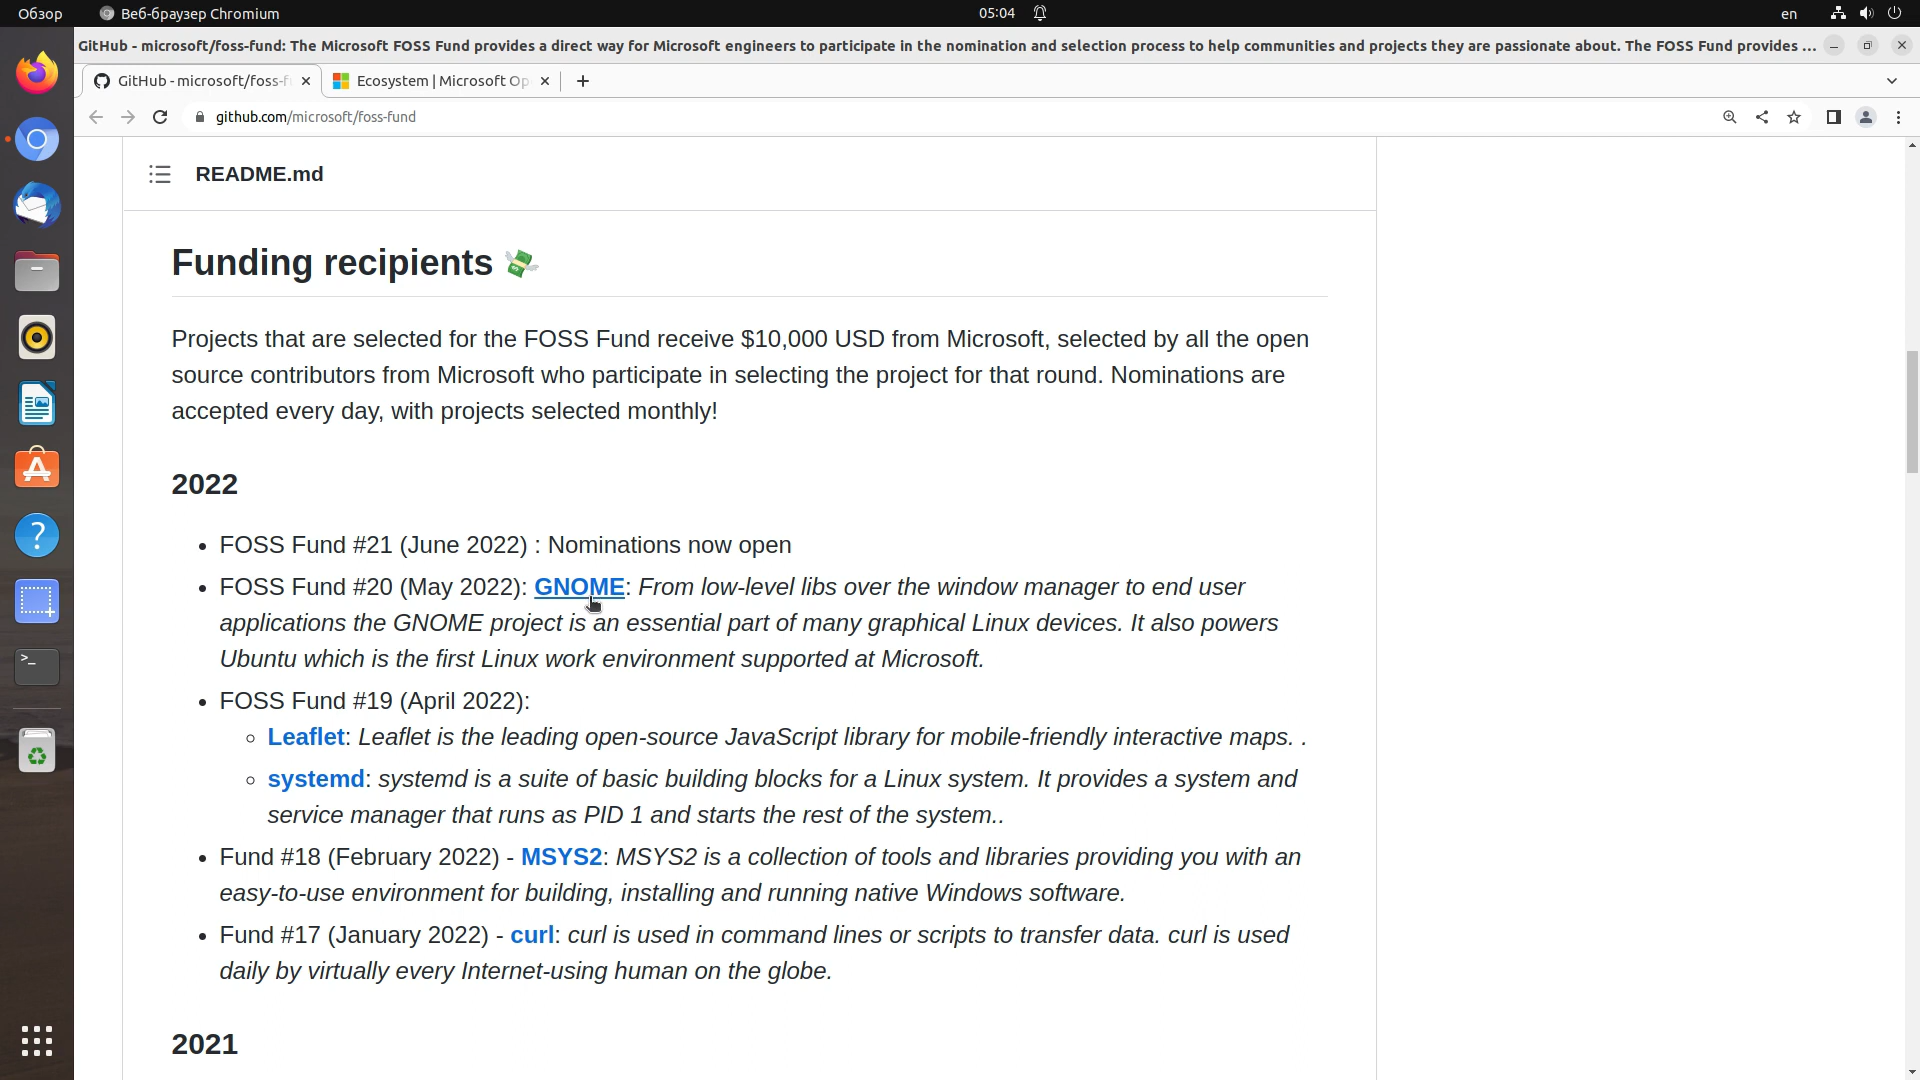 Обзор
Веб-браузер Chromium
05:04
en
GitHub - microsoft/foss-fund: The Microsoft FOSS Fund provides a direct way for Microsoft engineers to participate in the nomination and selection process to help communities and projects they are passionate about. The FOSS Fund provides ...
GitHub - microsoft/foss-f
Ecosystem | Microsoft Op
github.com/microsoft/foss-fund
README.md
Funding recipients 💸
Projects that are selected for the FOSS Fund receive $10,000 USD from Microsoft, selected by all the open
source contributors from Microsoft who participate in selecting the project for that round. Nominations are
accepted every day, with projects selected monthly!
2022
• FOSS Fund #21 (June 2022) : Nominations now open
• FOSS Fund #20 (May 2022): GNOME: From low-level libs over the window manager to end user
applications the GNOME project is an essential part of many graphical Linux devices. It also powers
Ubuntu which is the first Linux work environment supported at Microsoft.
• FOSS Fund #19 (April 2022):
○ Leaflet: Leaflet is the leading open-source JavaScript library for mobile-friendly interactive maps. .
○ systemd: systemd is a suite of basic building blocks for a Linux system. It provides a system and
service manager that runs as PID 1 and starts the rest of the system..
• Fund #18 (February 2022) - MSYS2: MSYS2 is a collection of tools and libraries providing you with an
easy-to-use environment for building, installing and running native Windows software.
• Fund #17 (January 2022) - curl: curl is used in command lines or scripts to transfer data. curl is used
daily by virtually every Internet-using human on the globe.
2021